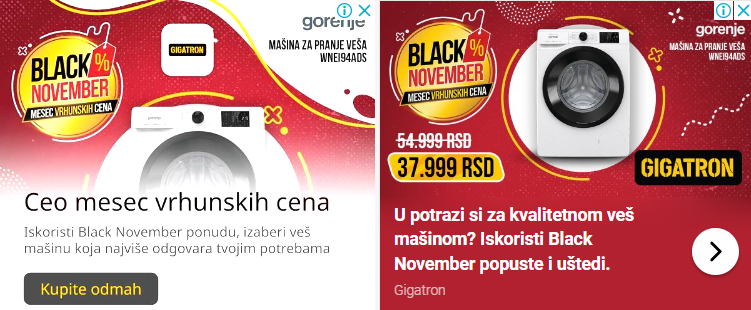 gorenje
GIGATRON
BLACK %
NOVEMBER
MESEC VRHUNSKIH CENA
MAŠINA ZA PRANJE VEŠA
WNEI94ADS
Ceo mesec vrhunskih cena
Iskoristi Black November ponudu, izaberi veš
mašinu koja najviše odgovara tvojim potrebama
Kupite odmah
gorenje
BLACK %
NOVEMBER
MESEC VRHUNSKIH CENA
MAŠINA ZA PRANJE VEŠA
WNEI94ADS
54.999 RSD
37.999 RSD
GIGATRON
U potrazi si za kvalitetnom veš
mašinom? Iskoristi Black
November popuste i uštedi.
Gigatron